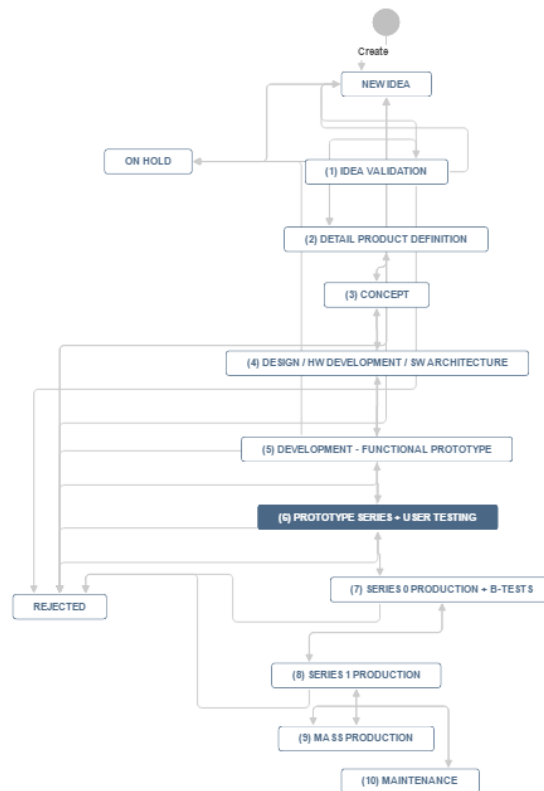 Create
NEW IDEA
ON HOLD
(1) IDEA VALIDATION
(2) DETAIL PRODUCT DEFINITION
(3) CONCEPT
(4) DESIGN / HW DEVELOPMENT / SW ARCHITECTURE
(5) DEVELOPMENT - FUNCTIONAL PROTOTYPE
(6) PROTOTYPE SERIES + USER TESTING
(7) SERIES 0 PRODUCTION + B-TESTS
REJECTED
(8) SERIES 1 PRODUCTION
(9) MASS PRODUCTION
(10) MAINTENANCE